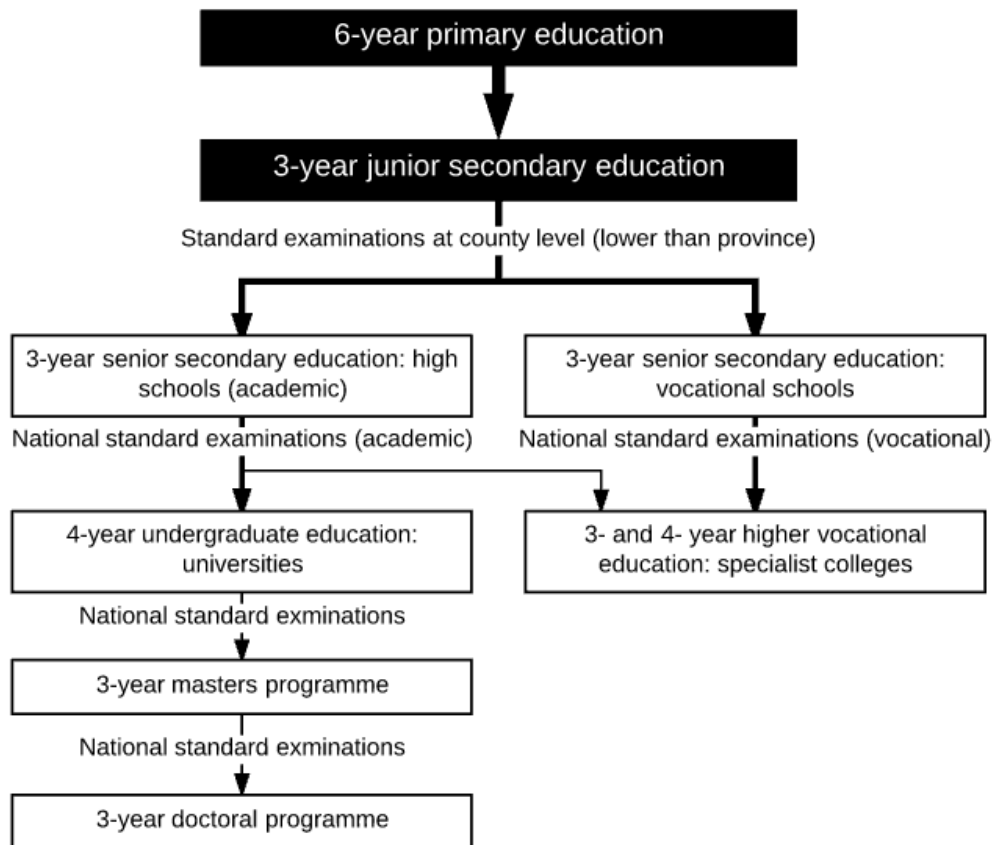 6-year primary education
3-year junior secondary education
Standard examinations at county level (lower than province)
3-year senior secondary education: high
schools (academic)
3-year senior secondary education:
vocational schools
National standard examinations (academic)
National standard examinations (vocational)
4-year undergraduate education:
universities
3- and 4- year higher vocational
education: specialist colleges
National standard exminations
3-year masters programme
National standard exminations
3-year doctoral programme